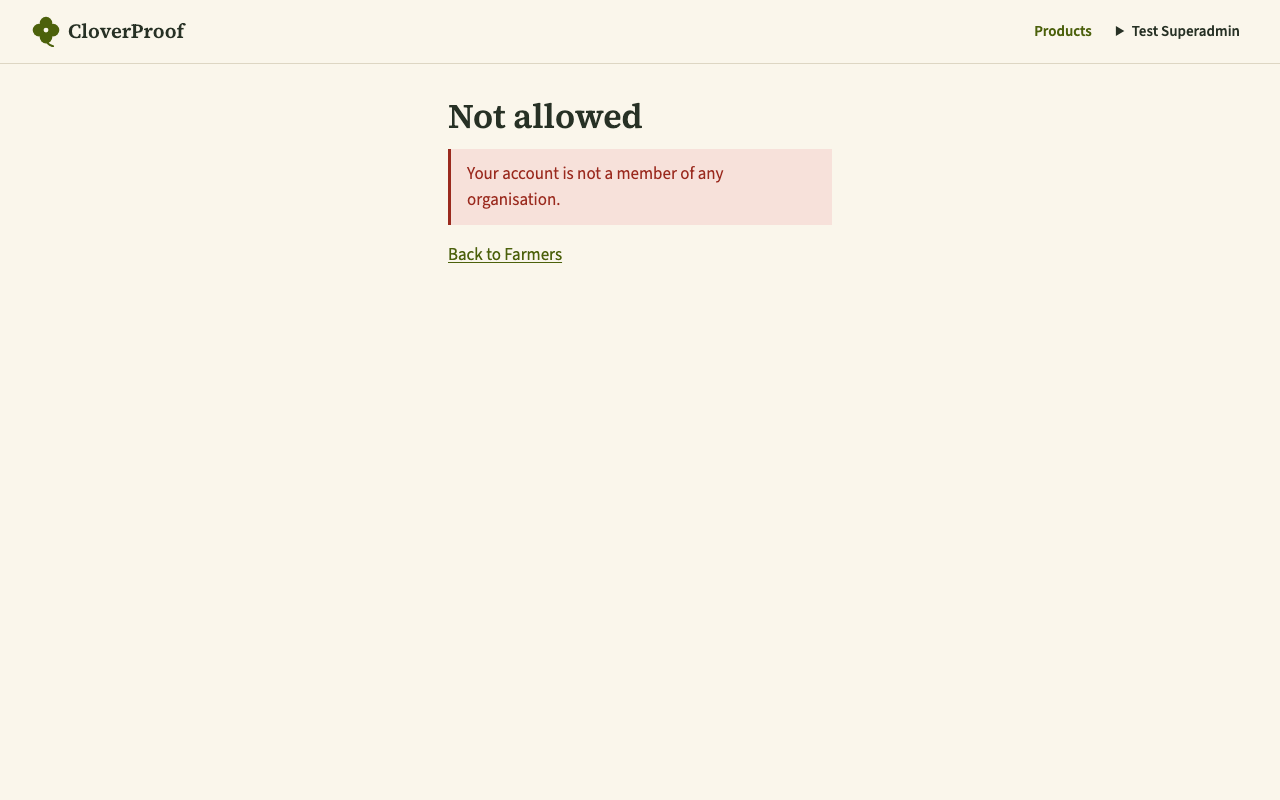 CloverProof
Products
Test Superadmin
Not allowed
Your account is not a member of any
organisation.
Back to Farmers